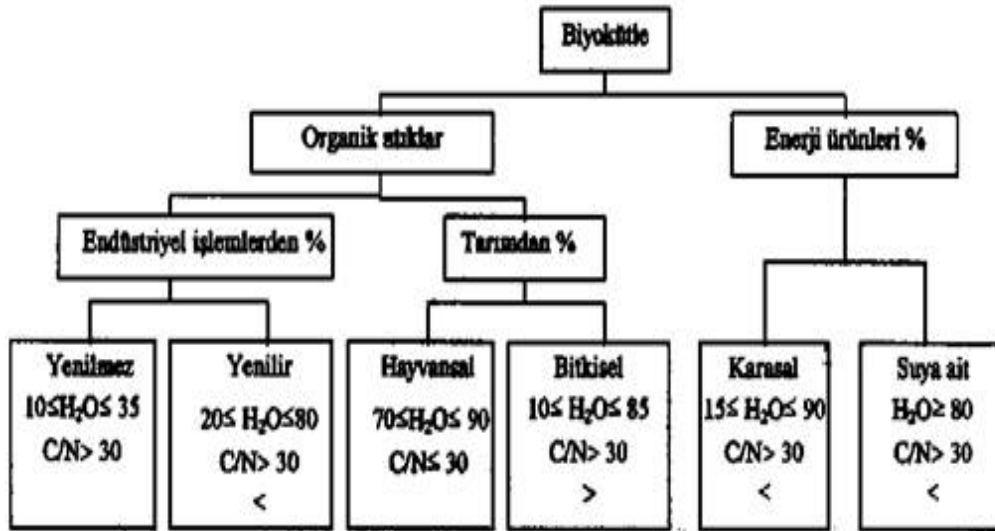 Biyokütle
Organik atıklar
Enerji ürünleri %
Endüstriyel işlemlerden %
Tarımdan %
Yenilmez
10≤H₂O≤ 35
C/N> 30
Yenilir
20≤ H₂O≤80
C/N> 30
<
Hayvansal
70≤H₂O≤ 90
C/N≤ 30
Bitkisel
10≤ H₂O≤ 85
C/N> 30
>
Karasal
15≤ H₂O≤ 90
C/N> 30
<
Suya ait
H₂O≥ 80
C/N> 30
<